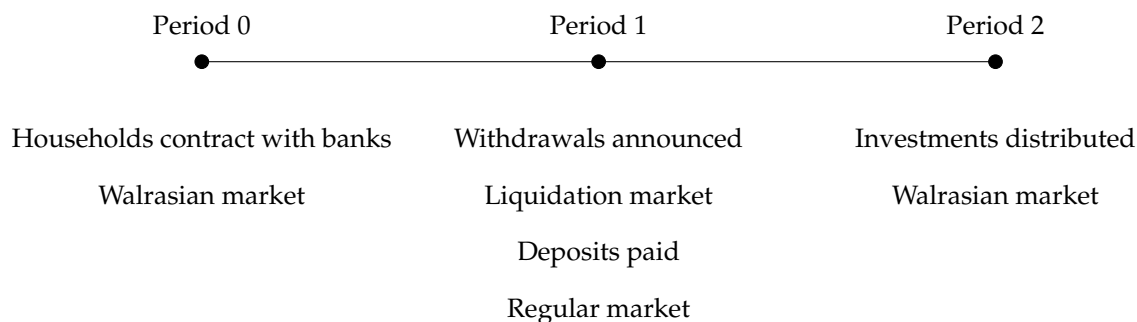 Period 0 Period 1 Period 2
Households contract with banks Withdrawals announced Investments distributed
Walrasian market Liquidation market Walrasian market
Deposits paid
Regular market